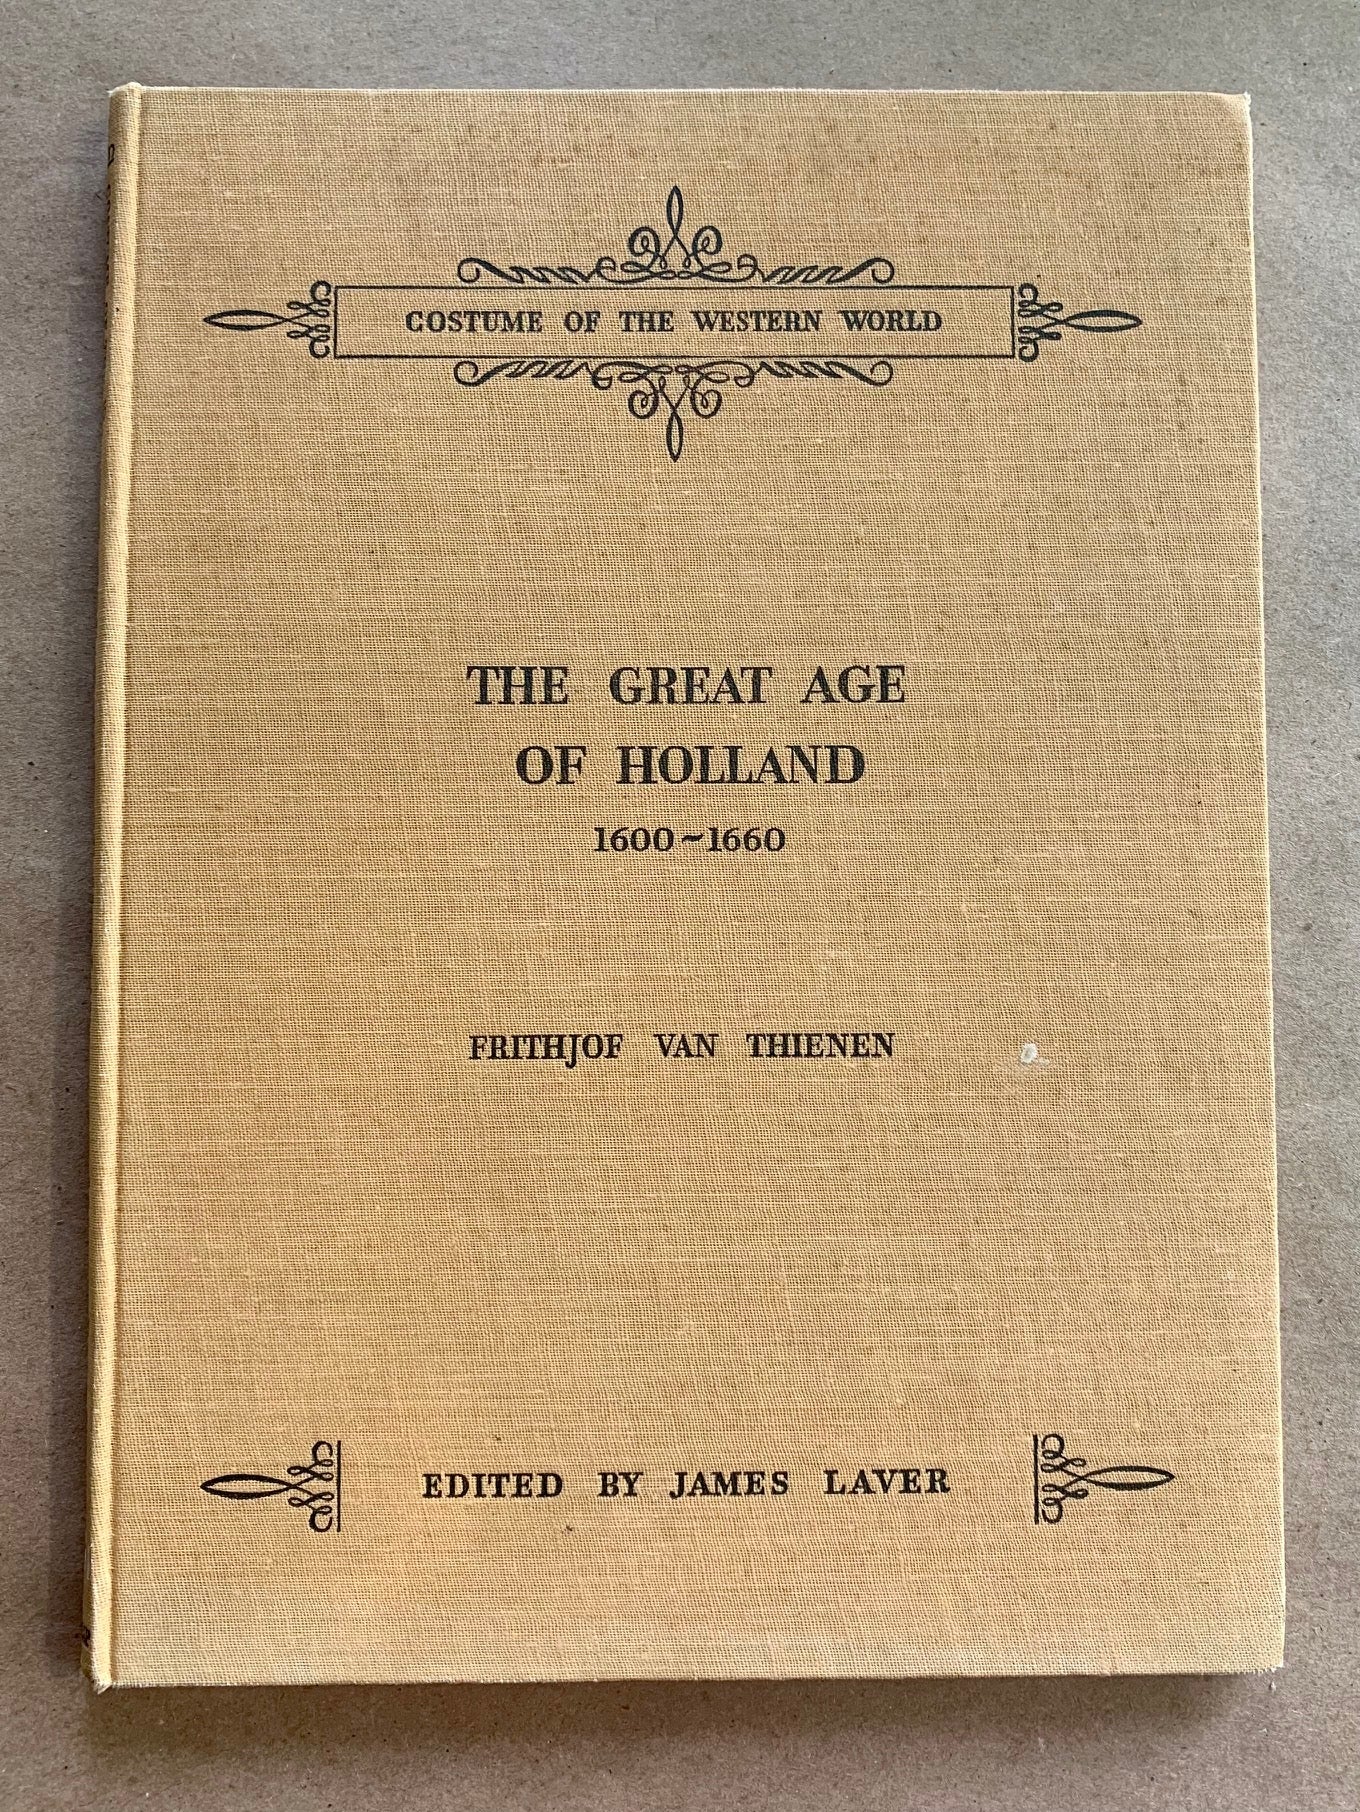 COSTUME OF THE WESTERN WORLD
THE GREAT AGE
OF HOLLAND
1600~1660
FRITHJOF VAN THIENEN
EDITED BY JAMES LAVER